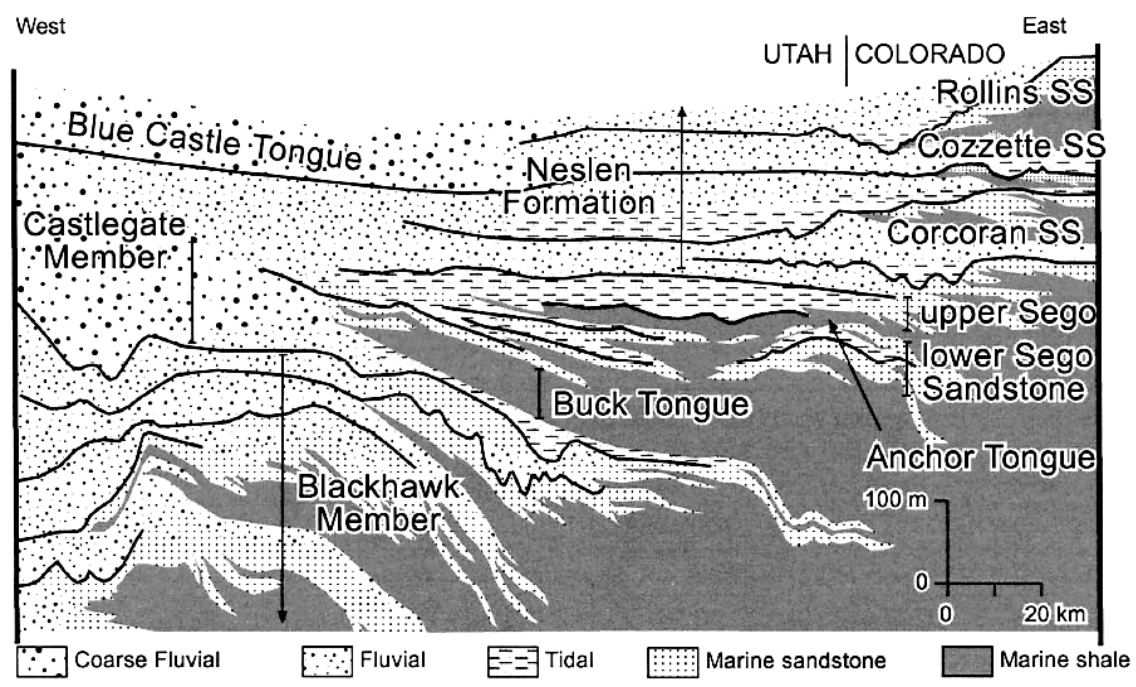 West
East
UTAH
COLORADO
Rollins SS
Blue Castle Tongue
Cozzette SS
Neslen
Formation
Castlegate
Member
Corcoran SS
upper Sego
lower Sego
Sandstone
Buck Tongue
Anchor Tongue
Blackhawk
Member
100 m
0
0
20 km
Coarse Fluvial
Fluvial
Tidal
Marine sandstone
Marine shale